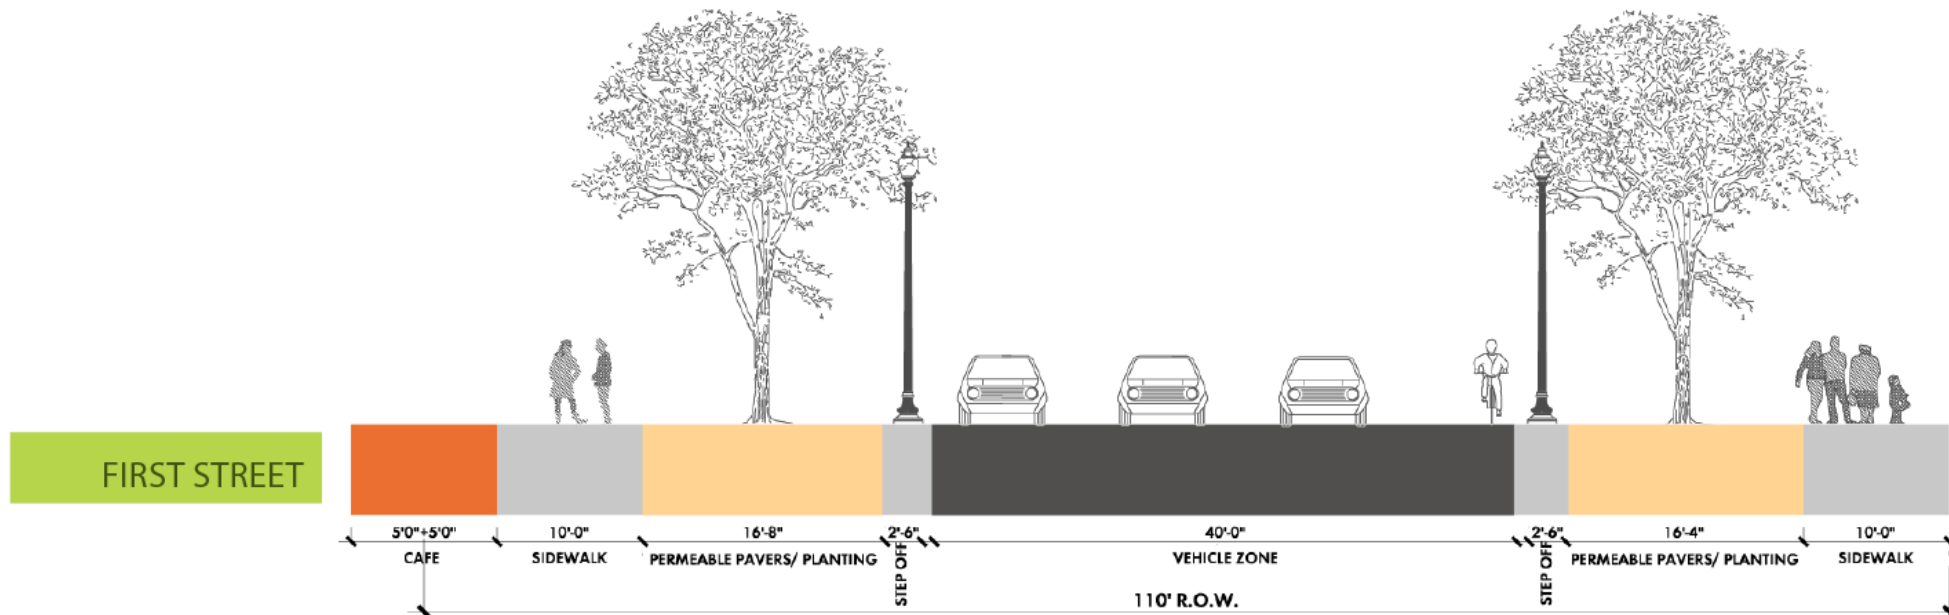 FIRST STREET
5'0"+5'0"
CAFE
10'-0"
SIDEWALK
16'-8"
PERMEABLE PAVERS/ PLANTING
2'-6"
STEP OFF
40'-0"
VEHICLE ZONE
2'-6"
STEP OFF
16'-4"
PERMEABLE PAVERS/ PLANTING
10'-0"
SIDEWALK
110' R.O.W.